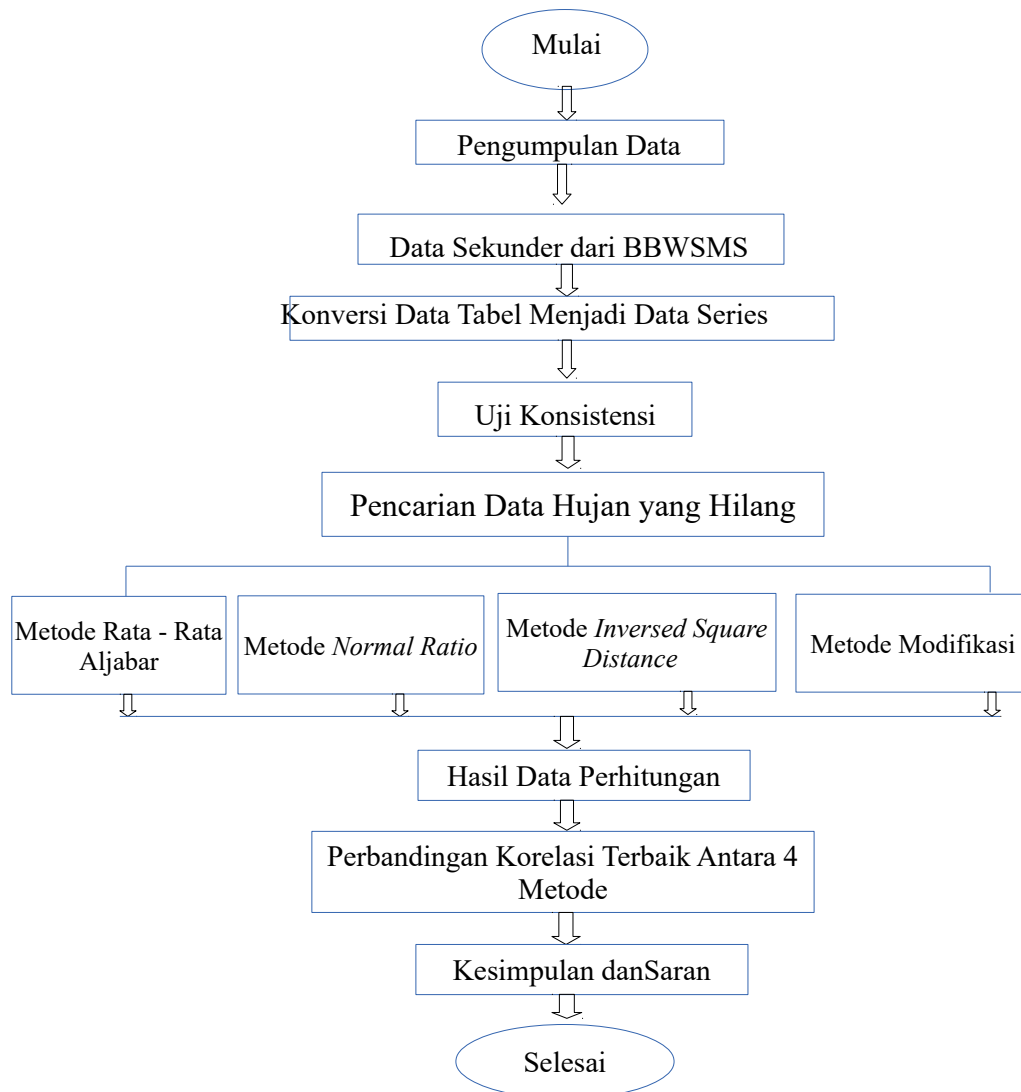 Mulai
Pengumpulan Data
Data Sekunder dari BBWSMS
Konversi Data Tabel Menjadi Data Series
Uji Konsistensi
Pencarian Data Hujan yang Hilang
Metode Rata - Rata
Aljabar
Metode Normal Ratio
Metode Inversed Square
Distance
Metode Modifikasi
Hasil Data Perhitungan
Perbandingan Korelasi Terbaik Antara 4
Metode
Kesimpulan danSaran
Selesai